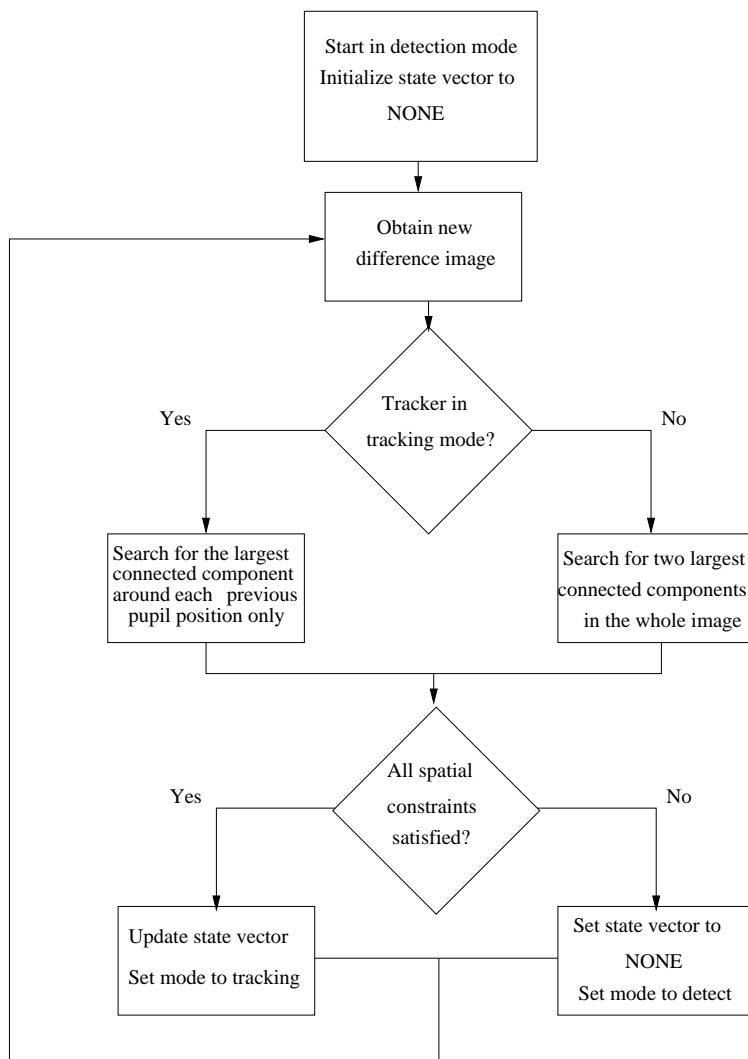 Start in detection mode
Initialize state vector to
NONE
Obtain new
difference image
Tracker in
tracking mode?
Yes
No
Search for the largest
connected component
around each previous
pupil position only
Search for two largest
connected components
in the whole image
All spatial
constraints
satisfied?
Yes
No
Update state vector
Set mode to tracking
Set state vector to
NONE
Set mode to detect